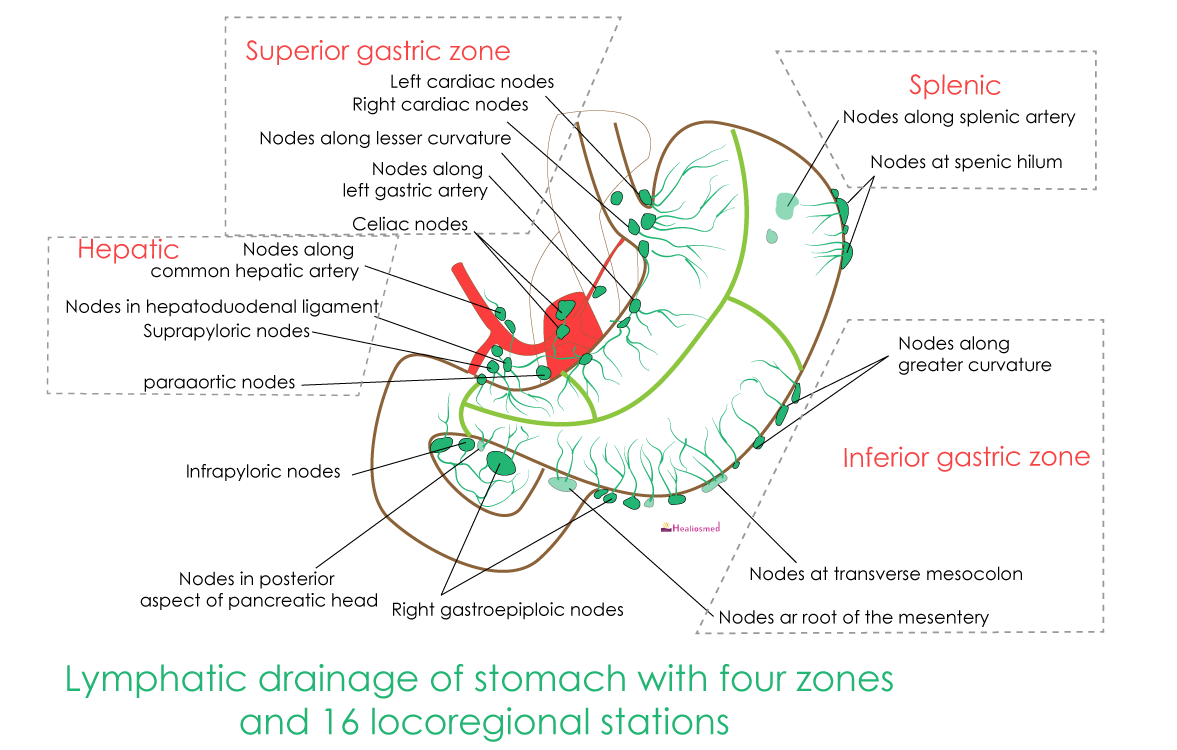 Superior gastric zone
Left cardiac nodes
Right cardiac nodes
Nodes along lesser curvature
Nodes along
left gastric artery
Celiac nodes
Splenic
Nodes along splenic artery
Nodes at spenic hilum
Hepatic
Nodes along
common hepatic artery
Nodes in hepatoduodenal ligament
Suprapyloric nodes
paraaortic nodes
Nodes along
greater curvature
Inferior gastric zone
Infrapyloric nodes
Healiosmed
Nodes in posterior
aspect of pancreatic head
Right gastroepiploic nodes
Nodes at transverse mesocolon
Nodes ar root of the mesentery
Lymphatic drainage of stomach with four zones
and 16 locoregional stations